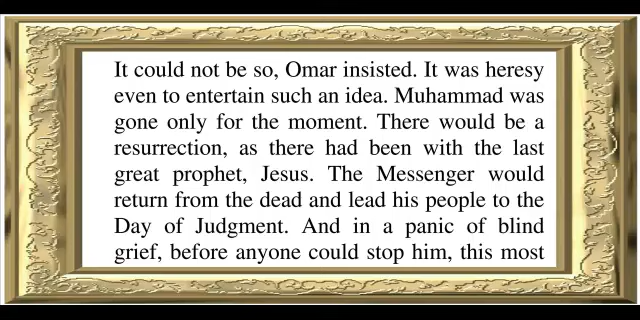 It could not be so, Omar insisted. It was heresy
even to entertain such an idea. Muhammad was
gone only for the moment. There would be a
resurrection, as there had been with the last
great prophet, Jesus. The Messenger would
return from the dead and lead his people to the
Day of Judgment. And in a panic of blind
grief, before anyone could stop him, this most